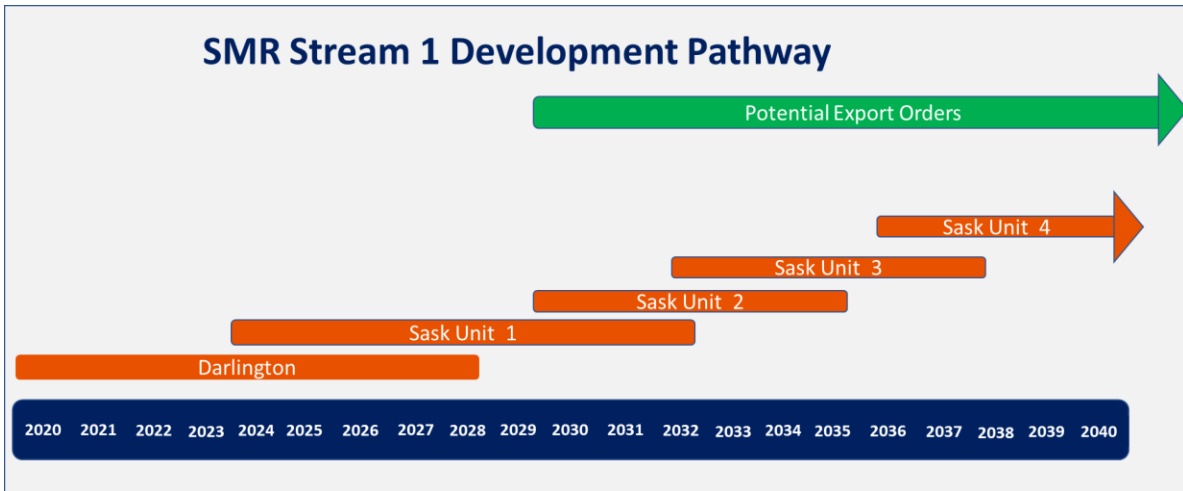 SMR Stream 1 Development Pathway
Potential Export Orders
Sask Unit 4
Sask Unit 3
Sask Unit 2
Sask Unit 1
Darlington
2020 2021 2022 2023 2024 2025 2026 2027 2028 2029 2030 2031 2032 2033 2034 2035 2036 2037 2038 2039 2040